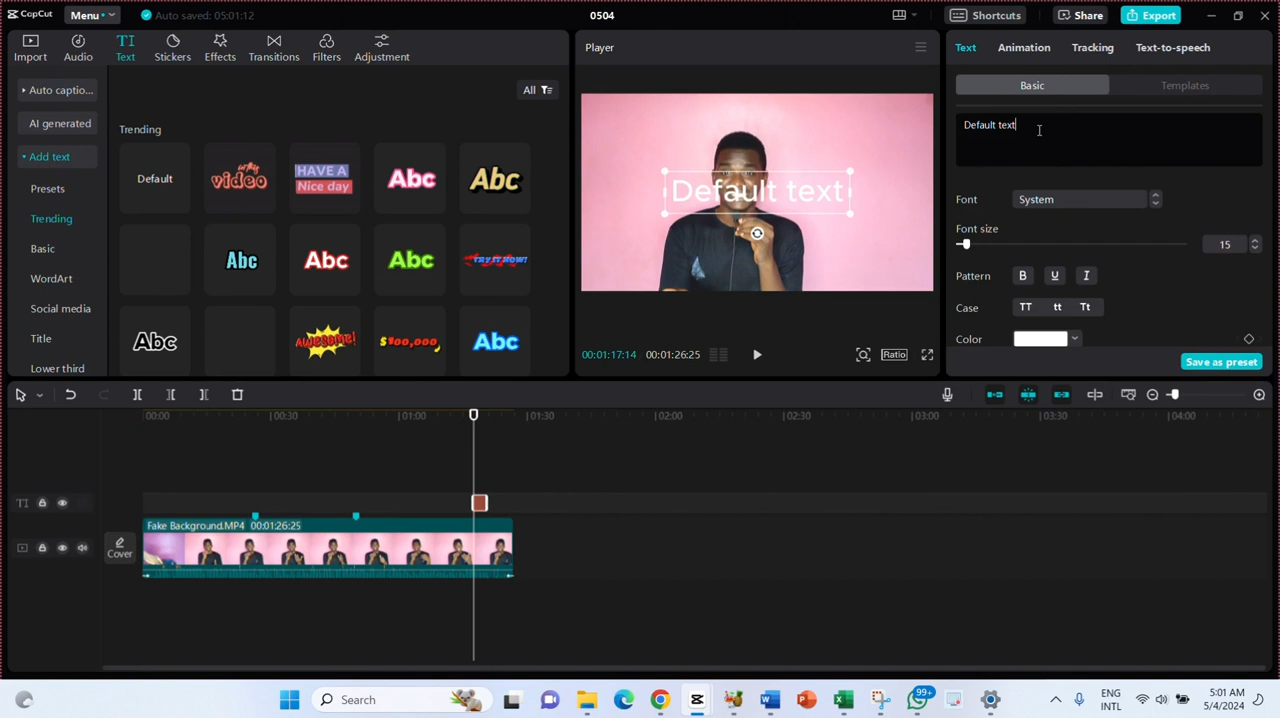 CapCut Menu Auto saved: 05:01:12 0504 Shortcuts Share Export
Import Audio Text Stickers Effects Transitions Filters Adjustment
Auto captio...
AI generated
Add text
Presets
Trending
Basic
WordArt
Social media
Title
Lower third
All
Trending
Default
video
HAVE A
Nice day
Abc
Abc
Abc
Abc
Abc
TRY IT NOW!
Abc
AWESOME!
$100,000
Abc
Player
Default text
00:01:17:14 00:01:26:25
Ratio
Text Animation Tracking Text-to-speech
Basic Templates
Default text
Font System
Font size
15
Pattern B U I
Case TT tt Tt
Color
Save as preset
00:00 00:30 01:00 01:30 02:00 02:30 03:00 03:30 04:00
TI
Cover
Fake Background.MP4 00:01:26:25
Search
99+
ENG
INTL
5:01 AM
5/4/2024